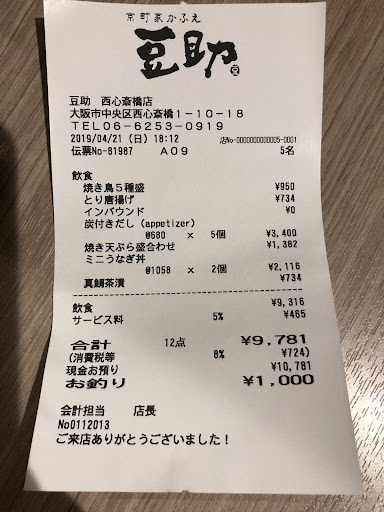 京町家かふえ
豆助
豆助 西心斎橋店
大阪市中央区西心斎橋1-10-18
TEL06-6253-0919
2019/04/21 (日) 18:12 店No-0000000000005-0001
伝票No-81987 A09 5名
飲食
焼き鳥5種盛 ¥950
とり唐揚げ ¥734
インバウンド ¥0
炭付きだし (appetizer)
@680 × 5個 ¥3,400
焼き天ぷら盛合わせ ¥1,382
ミニうなぎ丼
@1058 × 2個 ¥2,116
真鯛茶漬 ¥734
飲食 ¥9,316
サービス料 5% ¥465
合計 12点 ¥9,781
(消費税等 8% ¥724)
現金お預り ¥10,781
お釣り ¥1,000
会計担当 店長
No0112013
ご来店ありがとうございました!